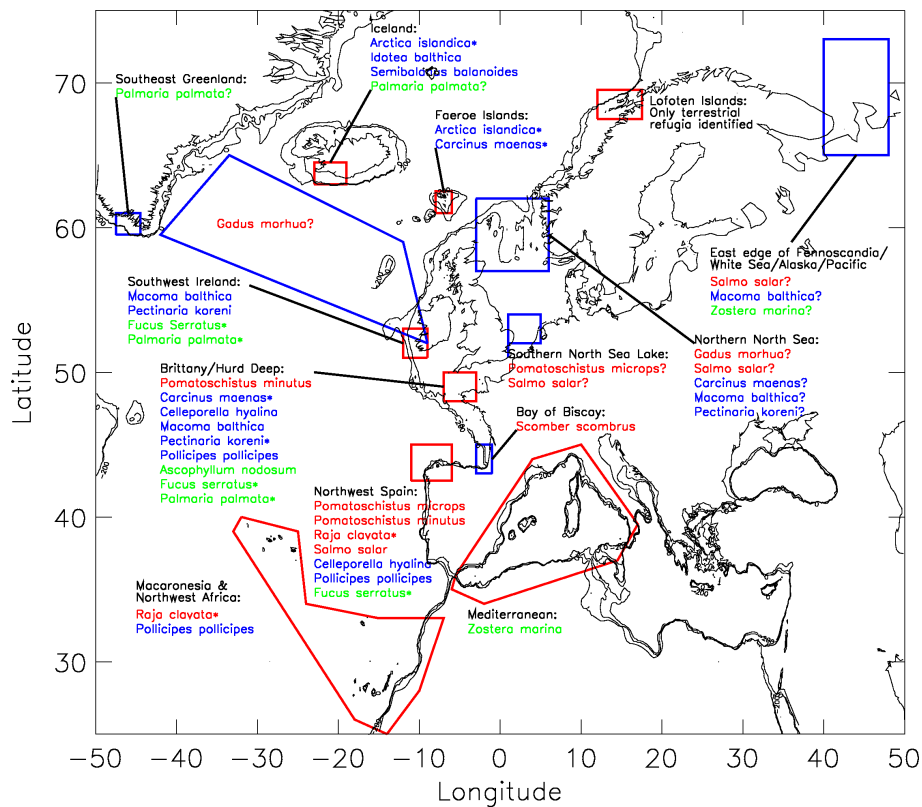 Iceland:
Arctica islandica*
Idotea balthica
Semibalanus balanoides
Palmaria palmata?
Southeast Greenland:
Palmaria palmata?
Faeroe Islands:
Arctica islandica*
Carcinus maenas*
Lofoten Islands:
Only terrestrial
refugia identified
Gadus morhua?
East edge of Fennoscandia/
White Sea/Alaska/Pacific
Salmo salar?
Macoma balthica?
Zostera marina?
Southwest Ireland:
Macoma balthica
Pectinaria koreni
Fucus Serratus*
Palmaria palmata*
Northern North Sea:
Gadus morhua?
Salmo salar?
Carcinus maenas?
Macoma balthica?
Pectinaria koreni?
Southern North Sea Lake:
Pomatoschistus microps?
Salmo salar?
Brittany/Hurd Deep:
Pomatoschistus minutus
Carcinus maenas*
Celleporella hyalina
Macoma balthica
Pectinaria koreni*
Pollicipes pollicipes
Ascophyllum nodosum
Fucus serratus*
Palmaria palmata*
Bay of Biscay:
Scomber scombrus
Northwest Spain:
Pomatoschistus microps
Pomatoschistus minutus
Raja clavata*
Salmo salar
Celleporella hyalina
Pollicipes pollicipes
Fucus serratus*
Macaronesia &
Northwest Africa:
Raja clavata*
Pollicipes pollicipes
Mediterranean:
Zostera marina
70
60
50
40
30
Latitude
−50 −40 −30 −20 −10 0 10 20 30 40 50
Longitude